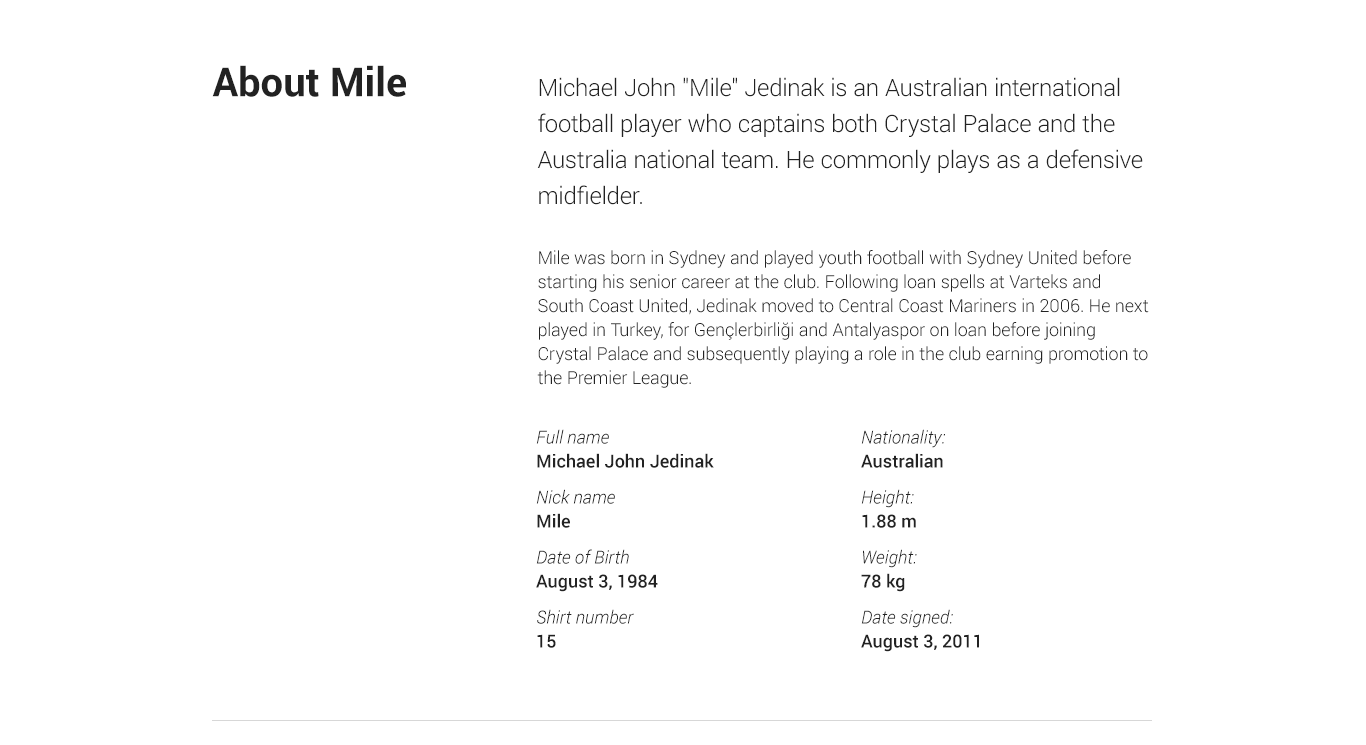 About Mile
Michael John "Mile" Jedinak is an Australian international
football player who captains both Crystal Palace and the
Australia national team. He commonly plays as a defensive
midfielder.
Mile was born in Sydney and played youth football with Sydney United before
starting his senior career at the club. Following loan spells at Varteks and
South Coast United, Jedinak moved to Central Coast Mariners in 2006. He next
played in Turkey, for Gençlerbirliği and Antalyaspor on loan before joining
Crystal Palace and subsequently playing a role in the club earning promotion to
the Premier League.
Full name
Michael John Jedinak
Nick name
Mile
Date of Birth
August 3, 1984
Shirt number
15
Nationality:
Australian
Height:
1.88 m
Weight:
78 kg
Date signed:
August 3, 2011